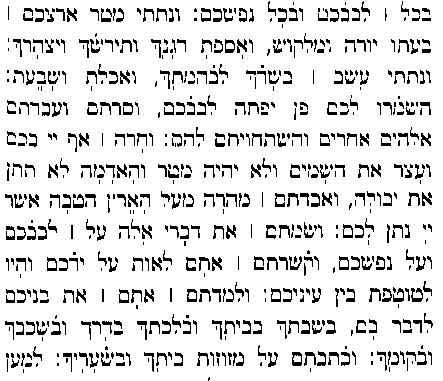 בכל ׀ לבבכם ובכל נפשכם: ונתתי מטר ארצכם ׀
בעתו יורה ומלקוש, ואספת דגנך ותירשך ויצהרך:
ונתתי עשב ׀ בשדך לבהמתך, ואכלת ושבעת:
השמרו לכם פן יפתה לבבכם, וסרתם ועבדתם
אלהים אחרים והשתחויתם להם: וחרה ׀ אף יי בכם
ועצר את השמים ולא יהיה מטר והאדמה לא תתן
את יבולה, ואבדתם ׀ מהרה מעל הארץ הטבה אשר
יי נתן לכם: ושמתם ׀ את דברי אלה על ׀ לבבכם
ועל נפשכם, וקשרתם ׀ אתם לאות על ידכם והיו
לטוטפת בין עיניכם: ולמדתם ׀ אתם ׀ את בניכם
לדבר בם, בשבתך בביתך ובלכתך בדרך ובשכבך
ובקומך: וכתבתם על מזוזות ביתך ובשעריך: למען